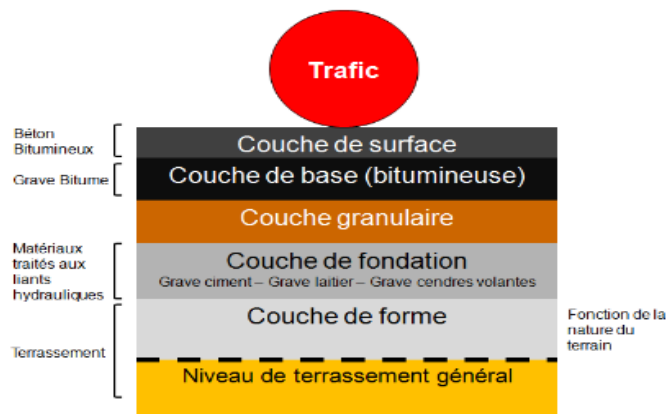 Trafic
Béton
Bitumineux
Couche de surface
Grave Bitume
Couche de base (bitumineuse)
Couche granulaire
Matériaux
traités aux
liants
hydrauliques
Couche de fondation
Grave ciment – Grave laitier – Grave cendres volantes
Couche de forme
Fonction de la
nature du
terrain
Terrassement
Niveau de terrassement général